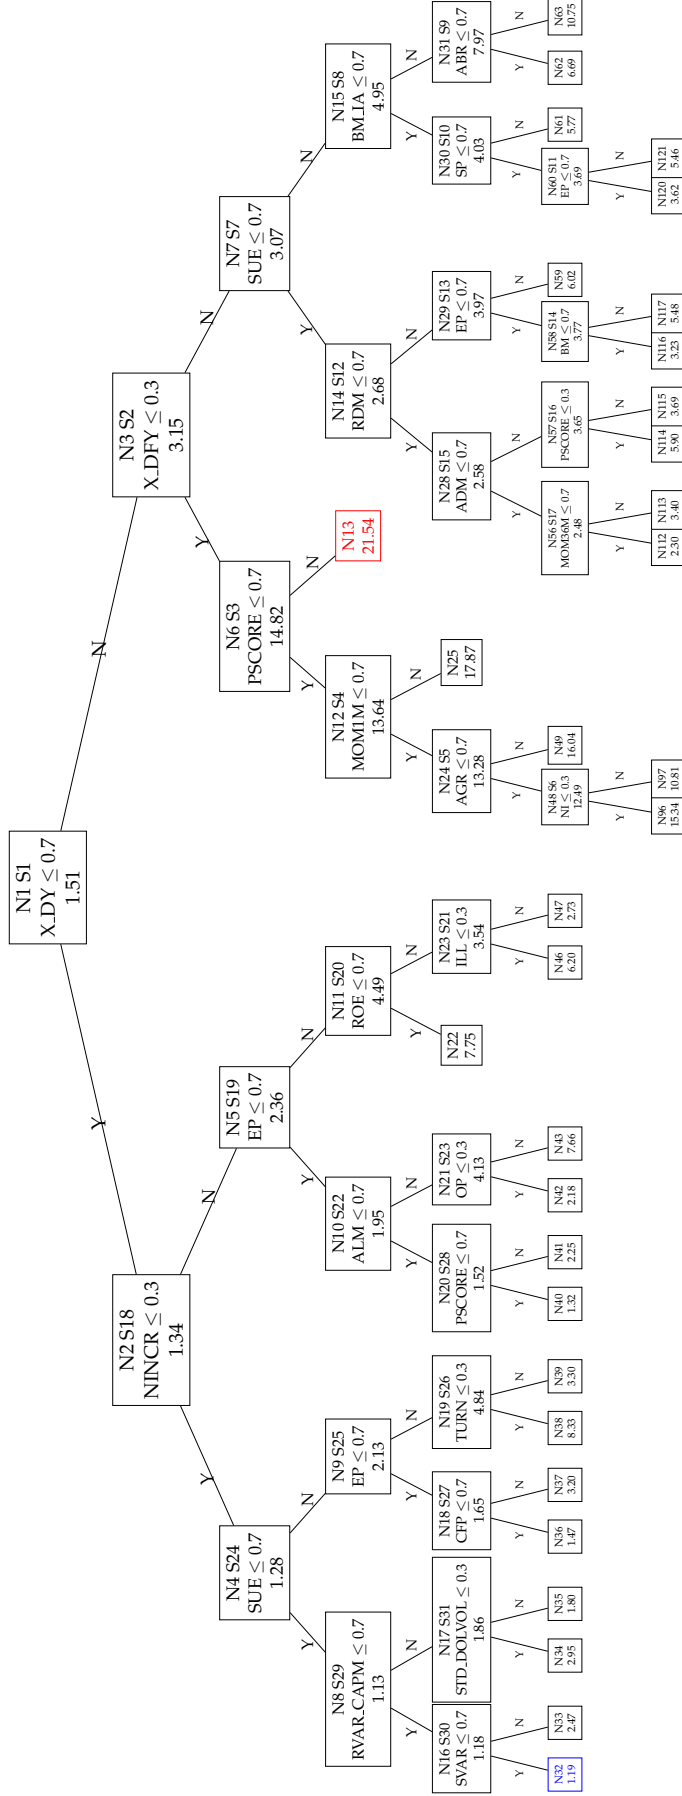 N1 S1
X_DY ≤ 0.7
1.51
Y
N
N2 S18
NINCR ≤ 0.3
1.34
N3 S2
X_DFY ≤ 0.3
3.15
Y
N
Y
N
N4 S24
SUE ≤ 0.7
1.28
N5 S19
EP ≤ 0.7
2.36
N6 S3
PSCORE ≤ 0.7
14.82
N7 S7
SUE ≤ 0.7
3.07
Y
N
Y
N
Y
N
Y
N
N8 S29
RVAR_CAPM ≤ 0.7
1.13
N9 S25
EP ≤ 0.7
2.13
N10 S22
ALM ≤ 0.7
1.95
N11 S20
ROE ≤ 0.7
4.49
N12 S4
MOM1M ≤ 0.7
13.64
N13
21.54
N14 S12
RDM ≤ 0.7
2.68
N15 S8
BM_IA ≤ 0.7
4.95
Y
N
Y
N
Y
N
Y
N
Y
N
Y
N
Y
N
N16 S30
SVAR ≤ 0.7
1.18
N17 S31
STD_DOLVOL ≤ 0.3
1.86
N18 S27
CFP ≤ 0.7
1.65
N19 S26
TURN ≤ 0.3
4.84
N20 S28
PSCORE ≤ 0.7
1.52
N21 S23
OP ≤ 0.3
4.13
N22
7.75
N23 S21
ILL ≤ 0.3
3.54
N24 S5
AGR ≤ 0.7
13.28
N25
17.87
N28 S15
ADM ≤ 0.7
2.58
N29 S13
EP ≤ 0.7
3.97
N30 S10
SP ≤ 0.7
4.03
N31 S9
ABR ≤ 0.7
7.97
Y
N
Y
N
Y
N
Y
N
Y
N
Y
N
Y
N
Y
N
Y
N
Y
N
Y
N
Y
N
N32
1.19
N33
2.47
N34
2.95
N35
1.80
N36
1.47
N37
3.20
N38
8.33
N39
3.30
N40
1.32
N41
2.25
N42
2.18
N43
7.66
N46
6.20
N47
2.73
N48 S6
NI ≤ 0.3
12.49
N49
16.04
N56 S17
MOM36M ≤ 0.7
2.48
N57 S16
PSCORE ≤ 0.3
3.65
N58 S14
BM ≤ 0.7
3.77
N59
6.02
N60 S11
EP ≤ 0.7
3.69
N61
5.77
N62
6.69
N63
10.75
Y
N
Y
N
Y
N
Y
N
Y
N
N96
15.34
N97
10.81
N112
2.30
N113
3.40
N114
5.90
N115
3.69
N116
3.23
N117
5.48
N120
3.62
N121
5.46